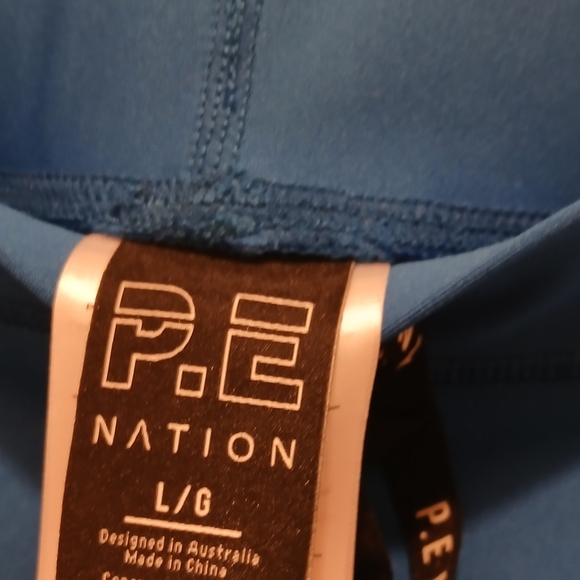 P.E
NATION
L/G
Designed in Australia
Made in China
P.E